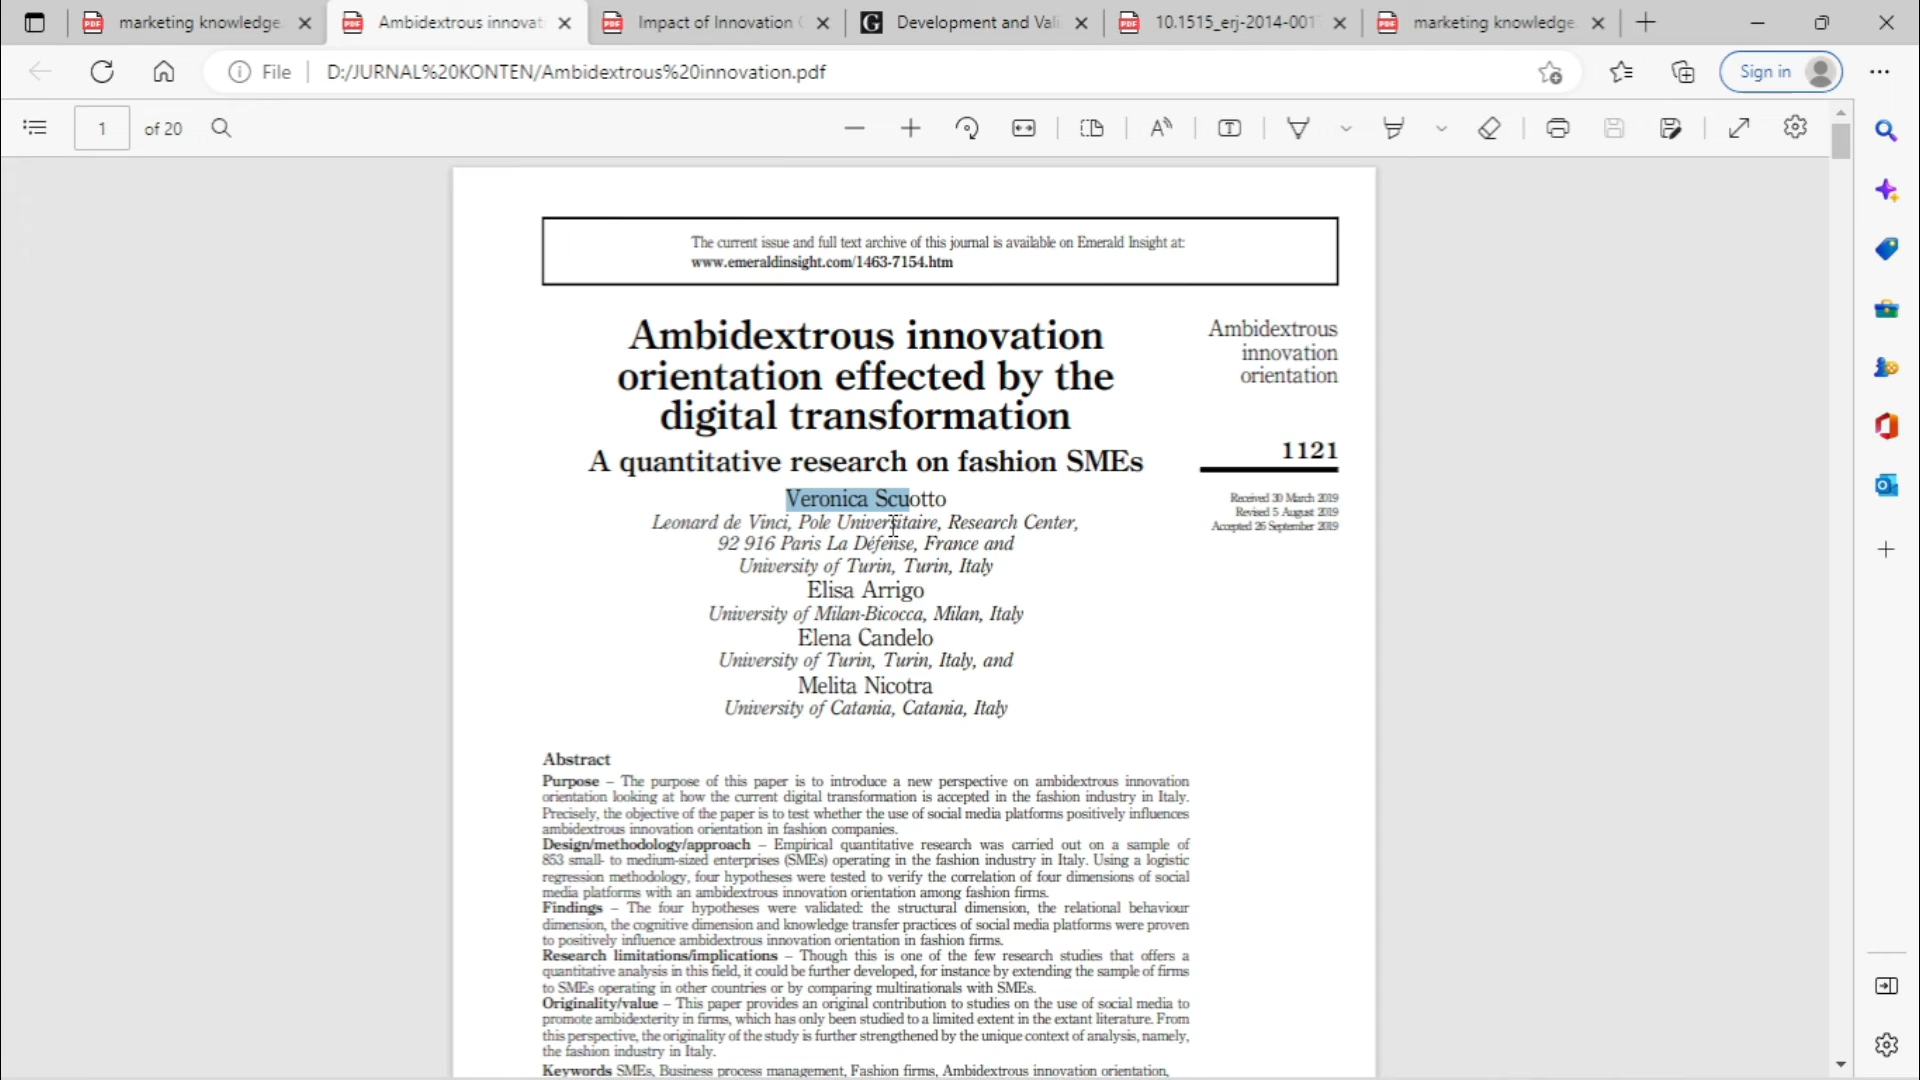 marketing knowledge
Ambidextrous innovat
Impact of Innovation
Development and Vali
10.1515_erj-2014-001
marketing knowledge
File
D:/JURNAL%20KONTEN/Ambidextrous%20innovation.pdf
Sign in
1
of 20
The current issue and full text archive of this journal is available on Emerald Insight at:
www.emeraldinsight.com/1463-7154.htm
Ambidextrous innovation
orientation effected by the
digital transformation
A quantitative research on fashion SMEs
Ambidextrous
innovation
orientation
1121
Received 30 March 2019
Revised 5 August 2019
Accepted 26 September 2019
Veronica Scuotto
Leonard de Vinci, Pole Universitaire, Research Center,
92 916 Paris La Défense, France and
University of Turin, Turin, Italy
Elisa Arrigo
University of Milan-Bicocca, Milan, Italy
Elena Candelo
University of Turin, Turin, Italy, and
Melita Nicotra
University of Catania, Catania, Italy
Abstract
Purpose – The purpose of this paper is to introduce a new perspective on ambidextrous innovation
orientation looking at how the current digital transformation is accepted in the fashion industry in Italy.
Precisely, the objective of the paper is to test whether the use of social media platforms positively influences
ambidextrous innovation orientation in fashion companies.
Design/methodology/approach – Empirical quantitative research was carried out on a sample of
853 small- to medium-sized enterprises (SMEs) operating in the fashion industry in Italy. Using a logistic
regression methodology, four hypotheses were tested to verify the correlation of four dimensions of social
media platforms with an ambidextrous innovation orientation among fashion firms.
Findings – The four hypotheses were validated: the structural dimension, the relational behaviour
dimension, the cognitive dimension and knowledge transfer practices of social media platforms were proven
to positively influence ambidextrous innovation orientation in fashion firms.
Research limitations/implications – Though this is one of the few research studies that offers a
quantitative analysis in this field, it could be further developed, for instance by extending the sample of firms
to SMEs operating in other countries or by comparing multinationals with SMEs.
Originality/value – This paper provides an original contribution to studies on the use of social media to
promote ambidexterity in firms, which has only been studied to a limited extent in the extant literature. From
this perspective, the originality of the study is further strengthened by the unique context of analysis, namely,
the fashion industry in Italy.
Keywords SMEs, Business process management, Fashion firms, Ambidextrous innovation orientation,